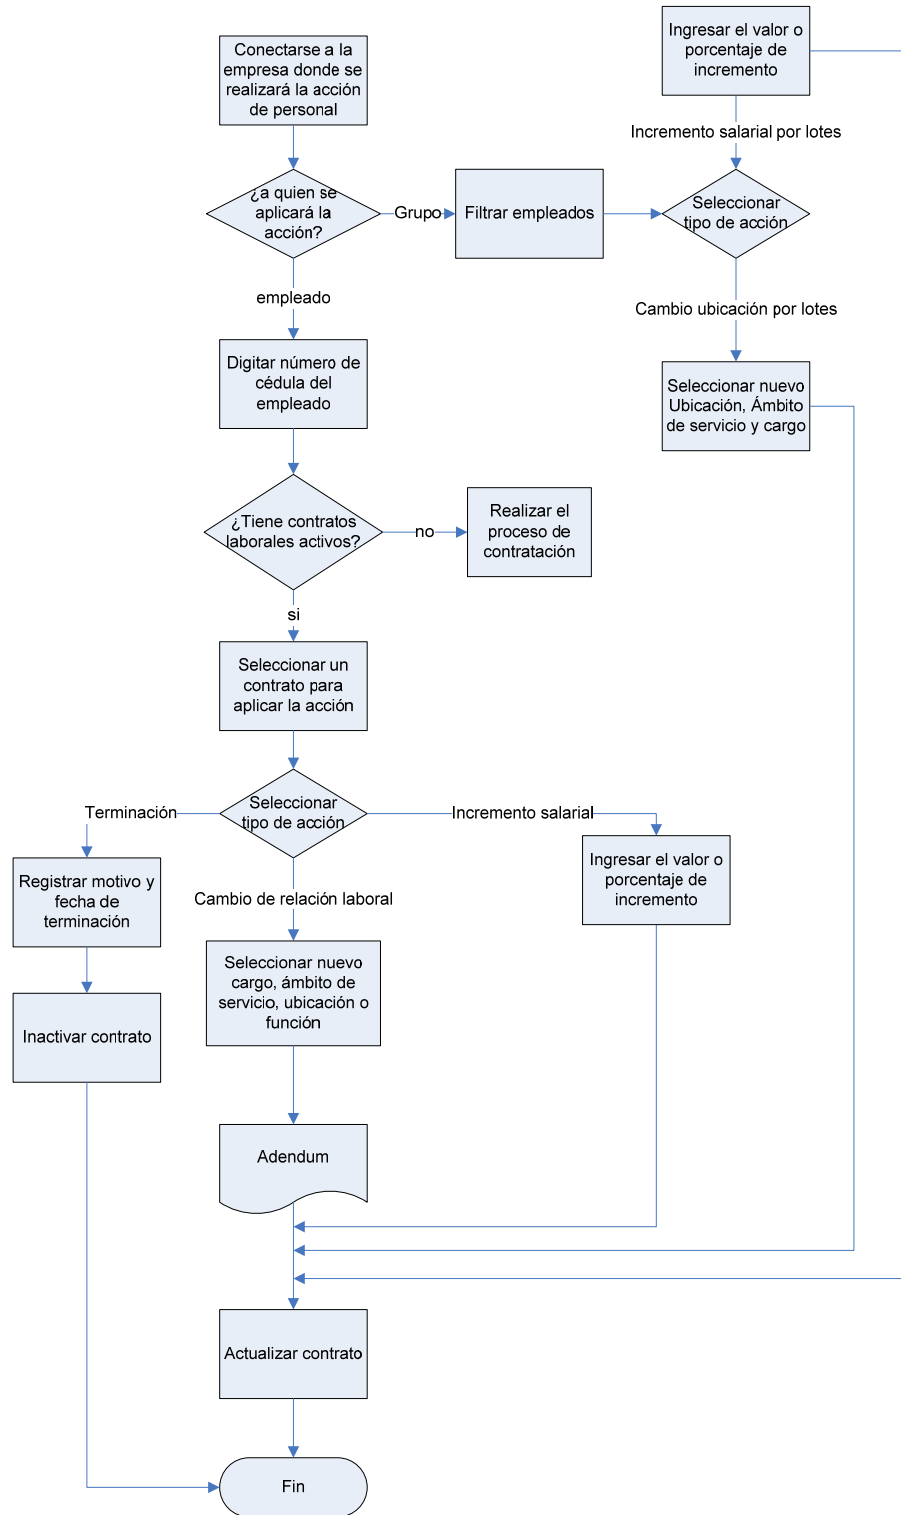 Conectarse a la
empresa donde se
realizará la acción
de personal
Ingresar el valor o
porcentaje de
incremento
Incremento salarial por lotes
¿a quien se
aplicará la
acción?
Grupo
Filtrar empleados
Seleccionar
tipo de acción
empleado
Cambio ubicación por lotes
Digitar número de
cédula del
empleado
Seleccionar nuevo
Ubicación, Ámbito
de servicio y cargo
¿Tiene contratos
laborales activos?
no
Realizar el
proceso de
contratación
si
Seleccionar un
contrato para
aplicar la acción
Seleccionar
tipo de acción
Terminación
Incremento salarial
Registrar motivo y
fecha de
terminación
Cambio de relación laboral
Ingresar el valor o
porcentaje de
incremento
Seleccionar nuevo
cargo, ámbito de
servicio, ubicación o
función
Inactivar contrato
Adendum
Actualizar contrato
Fin